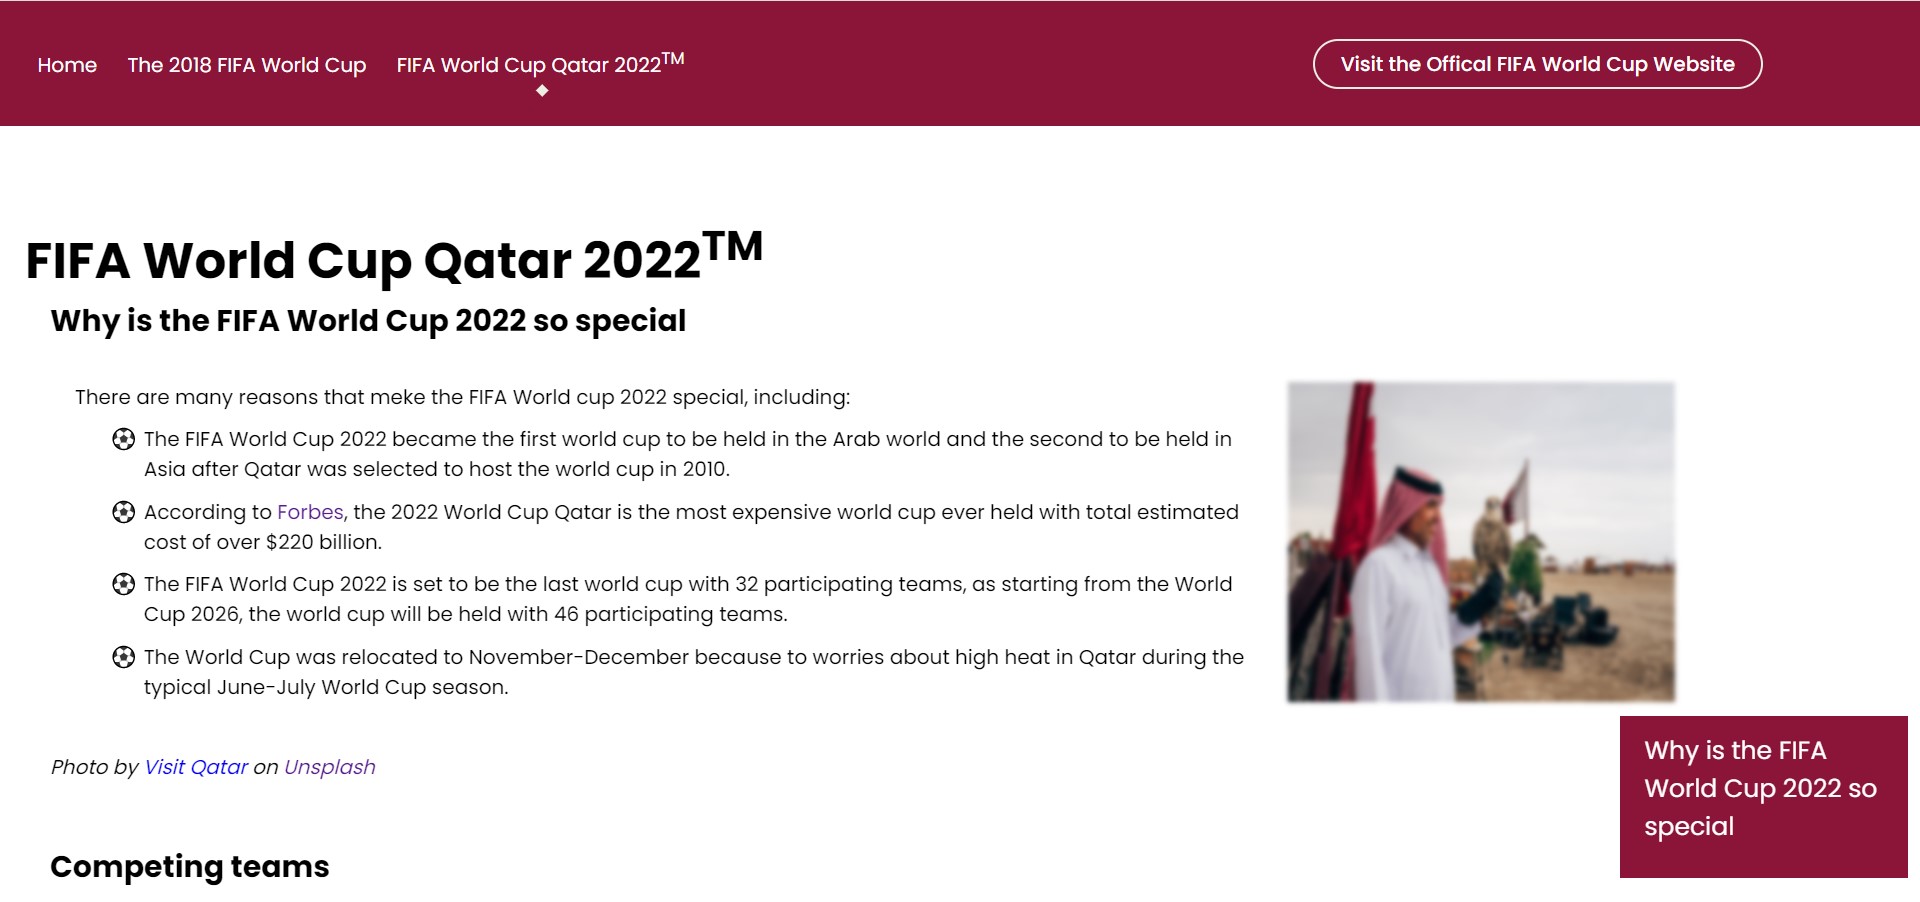 Home The 2018 FIFA World Cup FIFA World Cup Qatar 2022TM Visit the Offical FIFA World Cup Website
FIFA World Cup Qatar 2022TM
Why is the FIFA World Cup 2022 so special
There are many reasons that meke the FIFA World cup 2022 special, including:
The FIFA World Cup 2022 became the first world cup to be held in the Arab world and the second to be held in
Asia after Qatar was selected to host the world cup in 2010.
According to Forbes, the 2022 World Cup Qatar is the most expensive world cup ever held with total estimated
cost of over $220 billion.
The FIFA World Cup 2022 is set to be the last world cup with 32 participating teams, as starting from the World
Cup 2026, the world cup will be held with 46 participating teams.
The World Cup was relocated to November-December because to worries about high heat in Qatar during the
typical June-July World Cup season.
Photo by Visit Qatar on Unsplash
Why is the FIFA
World Cup 2022 so
special
Competing teams